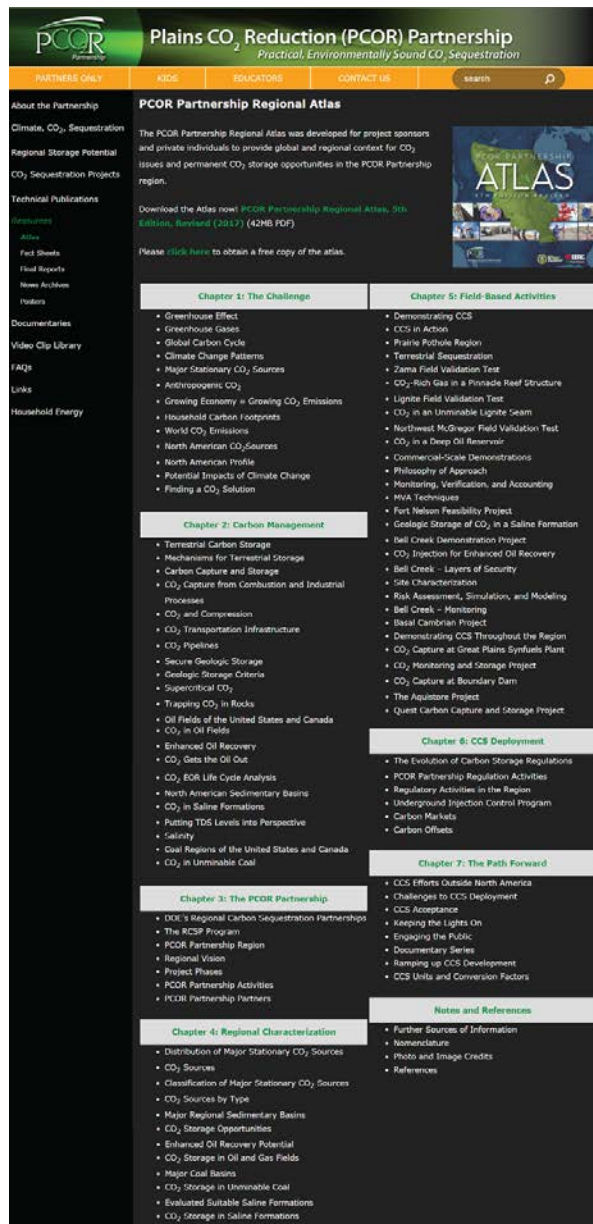 PCOR
Partnership
Plains CO2 Reduction (PCOR) Partnership
Practical, Environmentally Sound CO2 Sequestration
PARTNERS ONLY
KIDS
EDUCATORS
CONTACT US
search
About the Partnership
Climate, CO2, Sequestration
Regional Storage Potential
CO2 Sequestration Projects
Technical Publications
Resources
Atlas
Fact Sheets
Final Reports
News Archives
Posters
Documentaries
Video Clip Library
FAQs
Links
Household Energy
PCOR Partnership Regional Atlas
The PCOR Partnership Regional Atlas was developed for project sponsors
and private individuals to provide global and regional context for CO2
issues and permanent CO2 storage opportunities in the PCOR Partnership
region.
Download the Atlas now! PCOR Partnership Regional Atlas, 5th
Edition, Revised (2017) (42MB PDF)
Please click here to obtain a free copy of the atlas.
PCOR PARTNERSHIP
ATLAS
5TH EDITION REVISED
Chapter 1: The Challenge
• Greenhouse Effect
• Greenhouse Gases
• Global Carbon Cycle
• Climate Change Patterns
• Major Stationary CO2 Sources
• Anthropogenic CO2
• Growing Economy = Growing CO2 Emissions
• Household Carbon Footprints
• World CO2 Emissions
• North American CO2Sources
• North American Profile
• Potential Impacts of Climate Change
• Finding a CO2 Solution
Chapter 2: Carbon Management
• Terrestrial Carbon Storage
• Mechanisms for Terrestrial Storage
• Carbon Capture and Storage
• CO2 Capture from Combustion and Industrial
Processes
• CO2 and Compression
• CO2 Transportation Infrastructure
• CO2 Pipelines
• Secure Geologic Storage
• Geologic Storage Criteria
• Supercritical CO2
• Trapping CO2 in Rocks
• Oil Fields of the United States and Canada
• CO2 in Oil Fields
• Enhanced Oil Recovery
• CO2 Gets the Oil Out
• CO2 EOR Life Cycle Analysis
• North American Sedimentary Basins
• CO2 in Saline Formations
• Putting TDS Levels into Perspective
• Salinity
• Coal Regions of the United States and Canada
• CO2 in Unminable Coal
Chapter 3: The PCOR Partnership
• DOE's Regional Carbon Sequestration Partnerships
• The RCSP Program
• PCOR Partnership Region
• Regional Vision
• Project Phases
• PCOR Partnership Activities
• PCOR Partnership Partners
Chapter 4: Regional Characterization
• Distribution of Major Stationary CO2 Sources
• CO2 Sources
• Classification of Major Stationary CO2 Sources
• CO2 Sources by Type
• Major Regional Sedimentary Basins
• CO2 Storage Opportunities
• Enhanced Oil Recovery Potential
• CO2 Storage in Oil and Gas Fields
• Major Coal Basins
• CO2 Storage in Unminable Coal
• Evaluated Suitable Saline Formations
• CO2 Storage in Saline Formations
Chapter 5: Field-Based Activities
• Demonstrating CCS
• CCS in Action
• Prairie Pothole Region
• Terrestrial Sequestration
• Zama Field Validation Test
• CO2-Rich Gas in a Pinnacle Reef Structure
• Lignite Field Validation Test
• CO2 in an Unminable Lignite Seam
• Northwest McGregor Field Validation Test
• CO2 in a Deep Oil Reservoir
• Commercial-Scale Demonstrations
• Philosophy of Approach
• Monitoring, Verification, and Accounting
• MVA Techniques
• Fort Nelson Feasibility Project
• Geologic Storage of CO2 in a Saline Formation
• Bell Creek Demonstration Project
• CO2 Injection for Enhanced Oil Recovery
• Bell Creek – Layers of Security
• Site Characterization
• Risk Assessment, Simulation, and Modeling
• Bell Creek – Monitoring
• Basal Cambrian Project
• Demonstrating CCS Throughout the Region
• CO2 Capture at Great Plains Synfuels Plant
• CO2 Monitoring and Storage Project
• CO2 Capture at Boundary Dam
• The Aquistore Project
• Quest Carbon Capture and Storage Project
Chapter 6: CCS Deployment
• The Evolution of Carbon Storage Regulations
• PCOR Partnership Regulation Activities
• Regulatory Activities in the Region
• Underground Injection Control Program
• Carbon Markets
• Carbon Offsets
Chapter 7: The Path Forward
• CCS Efforts Outside North America
• Challenges to CCS Deployment
• CCS Acceptance
• Keeping the Lights On
• Engaging the Public
• Documentary Series
• Ramping up CCS Development
• CCS Units and Conversion Factors
Notes and References
• Further Sources of Information
• Nomenclature
• Photo and Image Credits
• References